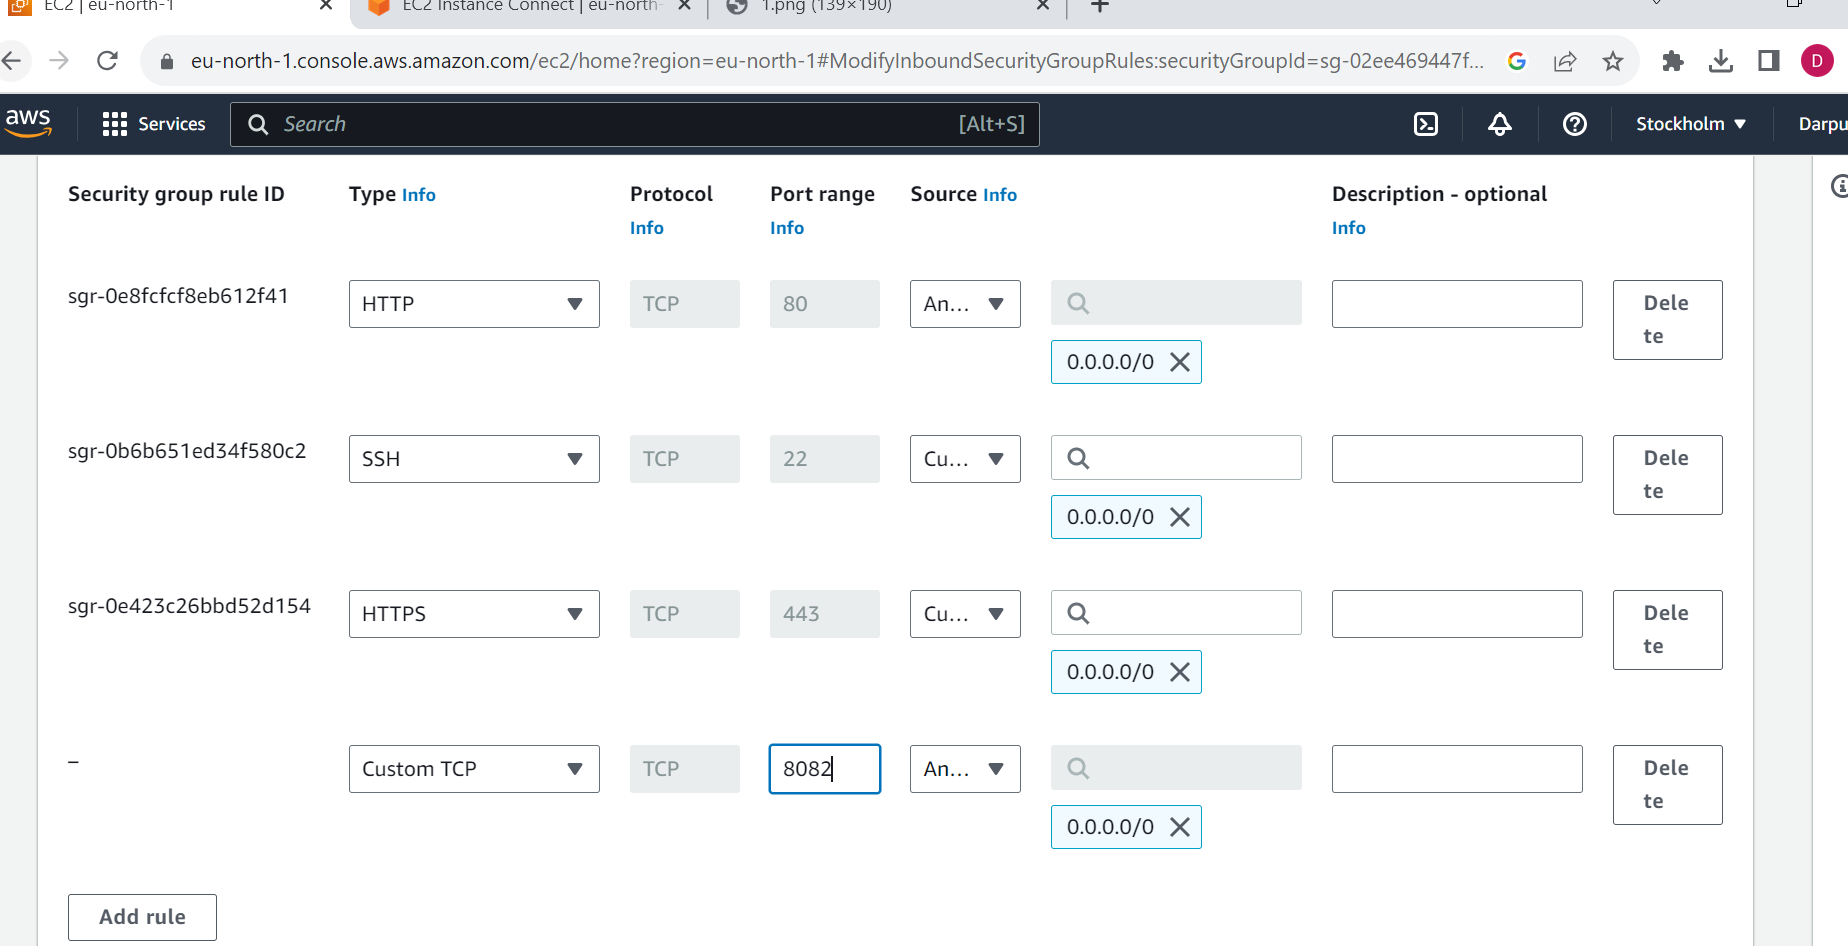 EC2 | eu-north-1
EC2 Instance Connect | eu-north-
1.png (139×190)
eu-north-1.console.aws.amazon.com/ec2/home?region=eu-north-1#ModifyInboundSecurityGroupRules:securityGroupId=sg-02ee469447f...
G
D
aws
Services
Search
[Alt+S]
Stockholm
Darpu
Security group rule ID
Type Info
Protocol
Info
Port range
Info
Source Info
Description - optional
Info
sgr-0e8fcfcf8eb612f41
HTTP
TCP
80
An...
0.0.0.0/0
Dele
te
sgr-0b6b651ed34f580c2
SSH
TCP
22
Cu...
0.0.0.0/0
Dele
te
sgr-0e423c26bbd52d154
HTTPS
TCP
443
Cu...
0.0.0.0/0
Dele
te
–
Custom TCP
TCP
8082
An...
0.0.0.0/0
Dele
te
Add rule